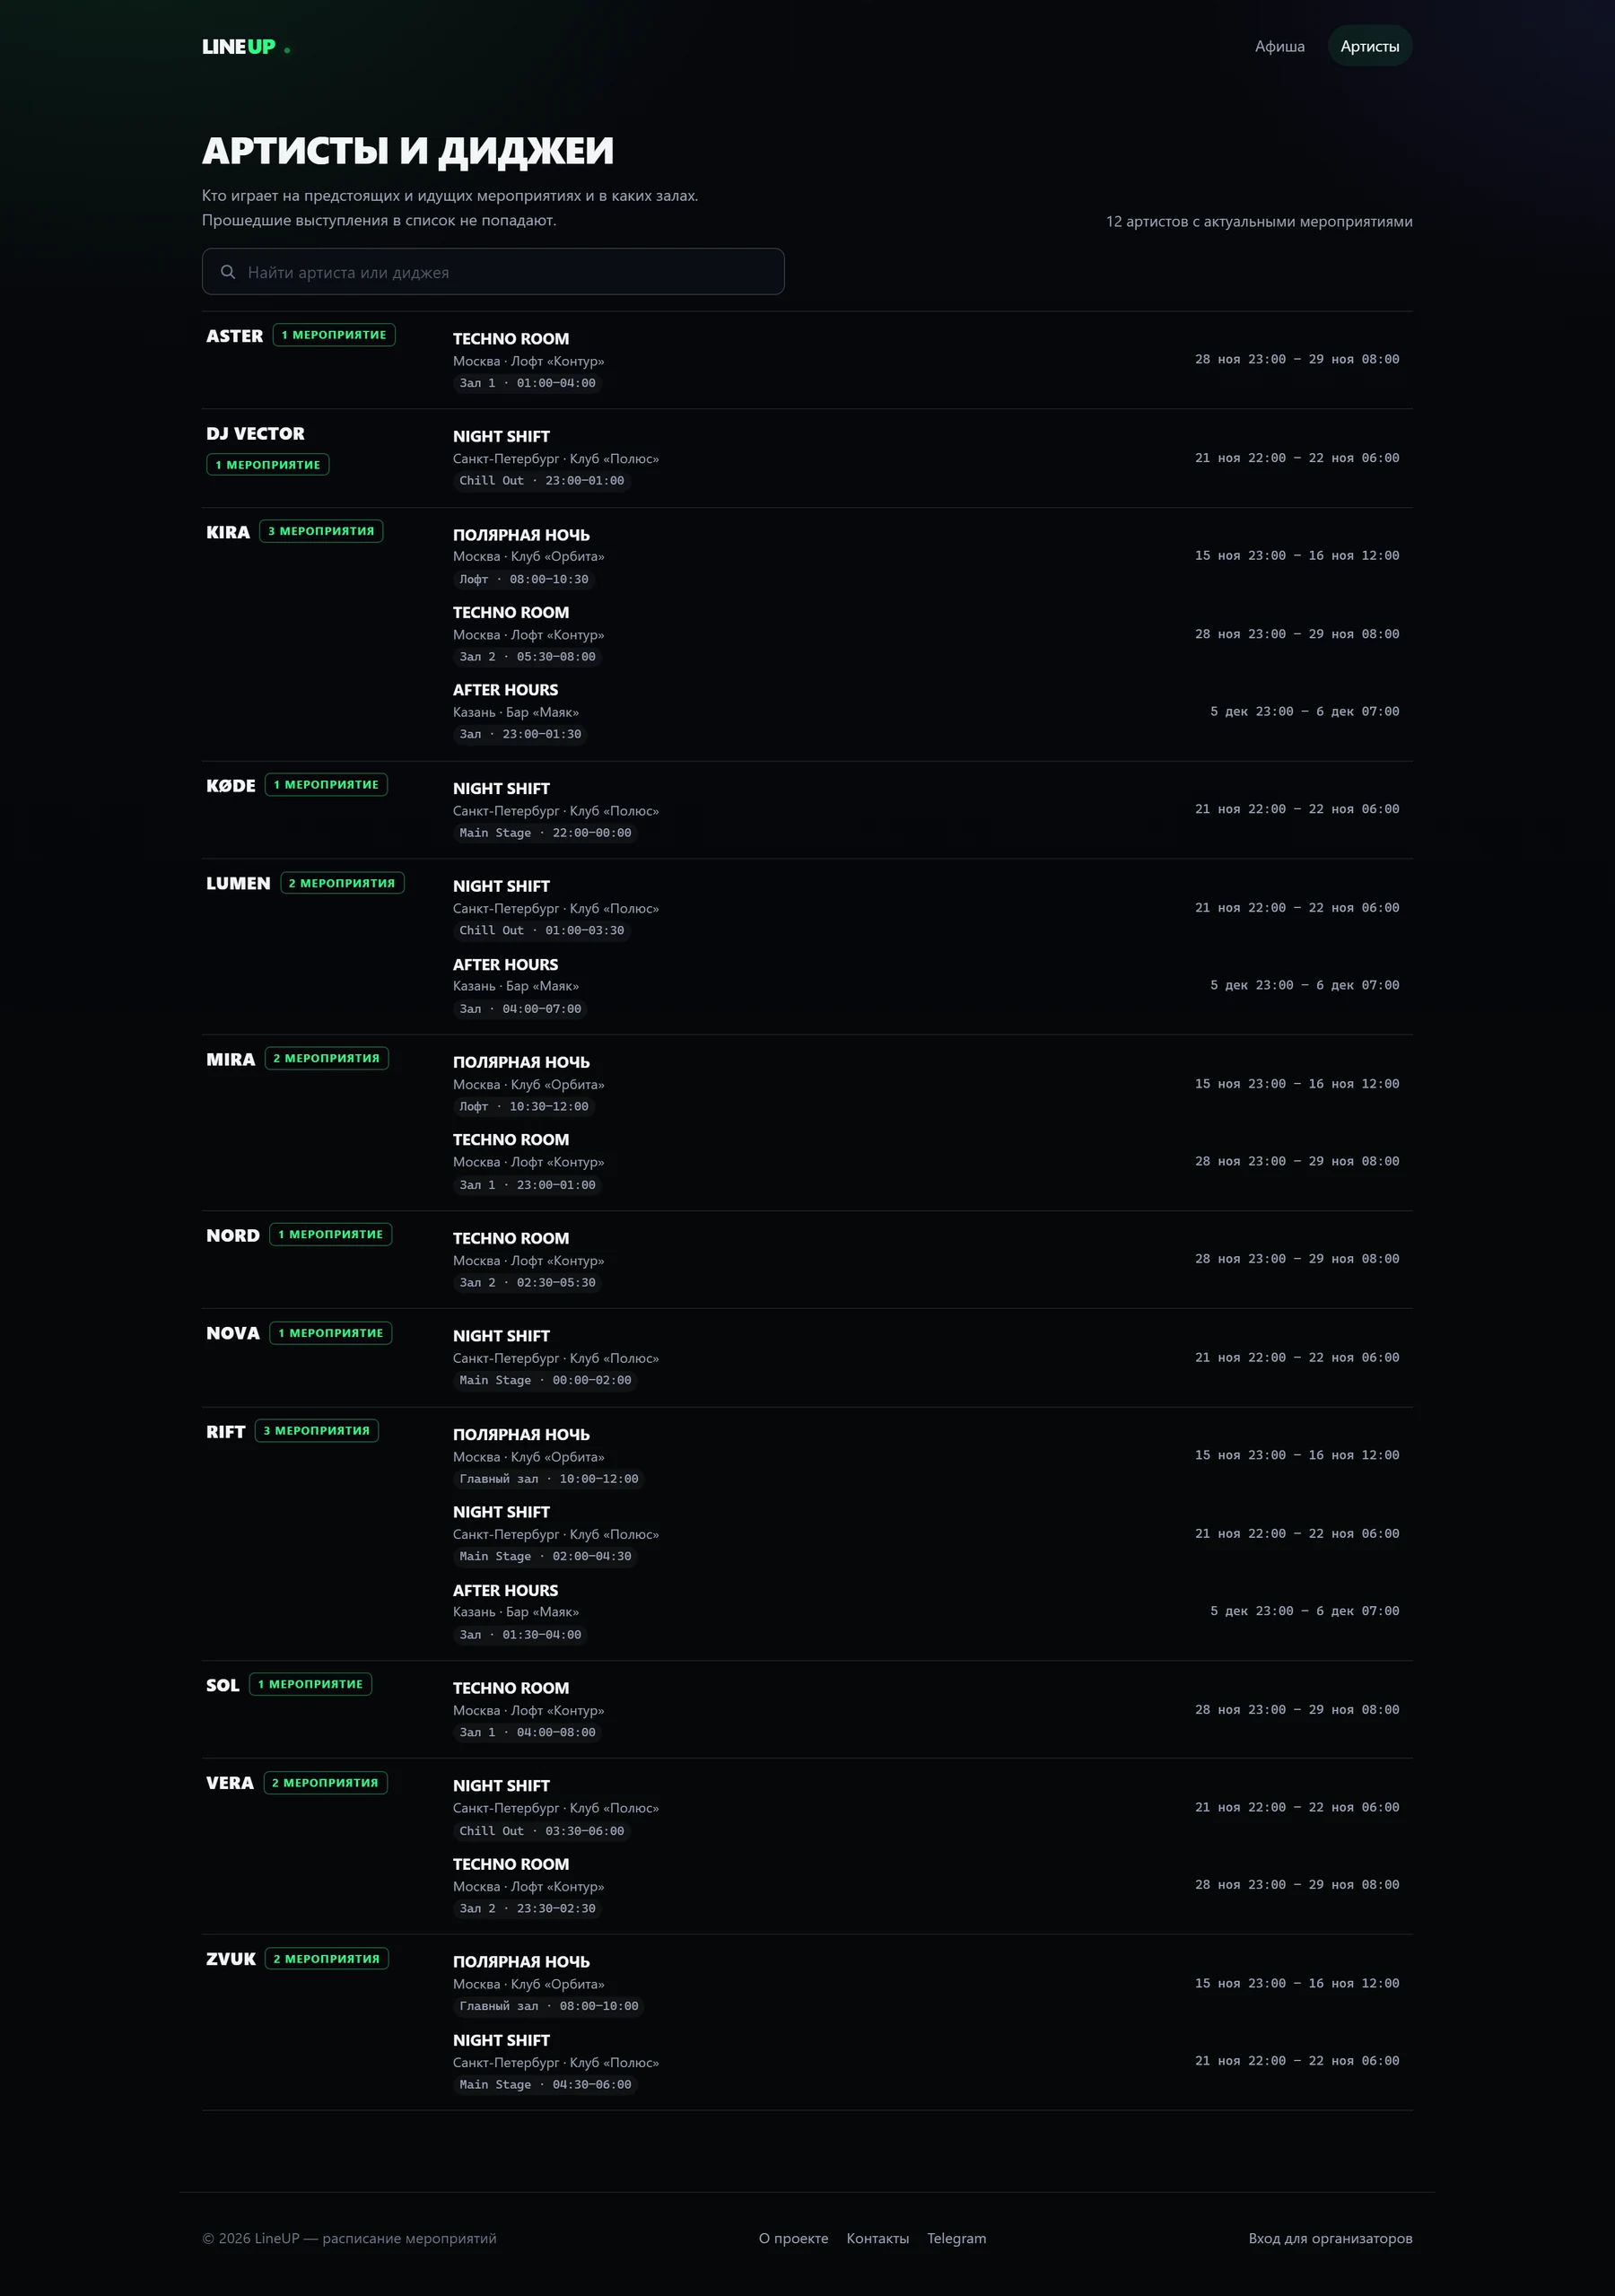 LINEUP
Афиша
Артисты
АРТИСТЫ И ДИДЖЕИ
Кто играет на предстоящих и идущих мероприятиях и в каких залах.
Прошедшие выступления в список не попадают.
12 артистов с актуальными мероприятиями
Найти артиста или диджея
ASTER 1 МЕРОПРИЯТИЕ
TECHNO ROOM
Москва · Лофт «Контур»
28 ноя 23:00 – 29 ноя 08:00
Зал 1 · 01:00–04:00
DJ VECTOR
1 МЕРОПРИЯТИЕ
NIGHT SHIFT
Санкт-Петербург · Клуб «Полюс»
21 ноя 22:00 – 22 ноя 06:00
Chill Out · 23:00–01:00
KIRA 3 МЕРОПРИЯТИЯ
ПОЛЯРНАЯ НОЧЬ
Москва · Клуб «Орбита»
15 ноя 23:00 – 16 ноя 12:00
Лофт · 08:00–10:30
TECHNO ROOM
Москва · Лофт «Контур»
28 ноя 23:00 – 29 ноя 08:00
Зал 2 · 05:30–08:00
AFTER HOURS
Казань · Бар «Маяк»
5 дек 23:00 – 6 дек 07:00
Зал · 23:00–01:30
KØDE 1 МЕРОПРИЯТИЕ
NIGHT SHIFT
Санкт-Петербург · Клуб «Полюс»
21 ноя 22:00 – 22 ноя 06:00
Main Stage · 22:00–00:00
LUMEN 2 МЕРОПРИЯТИЯ
NIGHT SHIFT
Санкт-Петербург · Клуб «Полюс»
21 ноя 22:00 – 22 ноя 06:00
Chill Out · 01:00–03:30
AFTER HOURS
Казань · Бар «Маяк»
5 дек 23:00 – 6 дек 07:00
Зал · 04:00–07:00
MIRA 2 МЕРОПРИЯТИЯ
ПОЛЯРНАЯ НОЧЬ
Москва · Клуб «Орбита»
15 ноя 23:00 – 16 ноя 12:00
Лофт · 10:30–12:00
TECHNO ROOM
Москва · Лофт «Контур»
28 ноя 23:00 – 29 ноя 08:00
Зал 1 · 23:00–01:00
NORD 1 МЕРОПРИЯТИЕ
TECHNO ROOM
Москва · Лофт «Контур»
28 ноя 23:00 – 29 ноя 08:00
Зал 2 · 02:30–05:30
NOVA 1 МЕРОПРИЯТИЕ
NIGHT SHIFT
Санкт-Петербург · Клуб «Полюс»
21 ноя 22:00 – 22 ноя 06:00
Main Stage · 00:00–02:00
RIFT 3 МЕРОПРИЯТИЯ
ПОЛЯРНАЯ НОЧЬ
Москва · Клуб «Орбита»
15 ноя 23:00 – 16 ноя 12:00
Главный зал · 10:00–12:00
NIGHT SHIFT
Санкт-Петербург · Клуб «Полюс»
21 ноя 22:00 – 22 ноя 06:00
Main Stage · 02:00–04:30
AFTER HOURS
Казань · Бар «Маяк»
5 дек 23:00 – 6 дек 07:00
Зал · 01:30–04:00
SOL 1 МЕРОПРИЯТИЕ
TECHNO ROOM
Москва · Лофт «Контур»
28 ноя 23:00 – 29 ноя 08:00
Зал 1 · 04:00–08:00
VERA 2 МЕРОПРИЯТИЯ
NIGHT SHIFT
Санкт-Петербург · Клуб «Полюс»
21 ноя 22:00 – 22 ноя 06:00
Chill Out · 03:30–06:00
TECHNO ROOM
Москва · Лофт «Контур»
28 ноя 23:00 – 29 ноя 08:00
Зал 2 · 23:30–02:30
ZVUK 2 МЕРОПРИЯТИЯ
ПОЛЯРНАЯ НОЧЬ
Москва · Клуб «Орбита»
15 ноя 23:00 – 16 ноя 12:00
Главный зал · 08:00–10:00
NIGHT SHIFT
Санкт-Петербург · Клуб «Полюс»
21 ноя 22:00 – 22 ноя 06:00
Main Stage · 04:30–06:00
© 2026 LineUP — расписание мероприятий
О проекте
Контакты
Telegram
Вход для организаторов